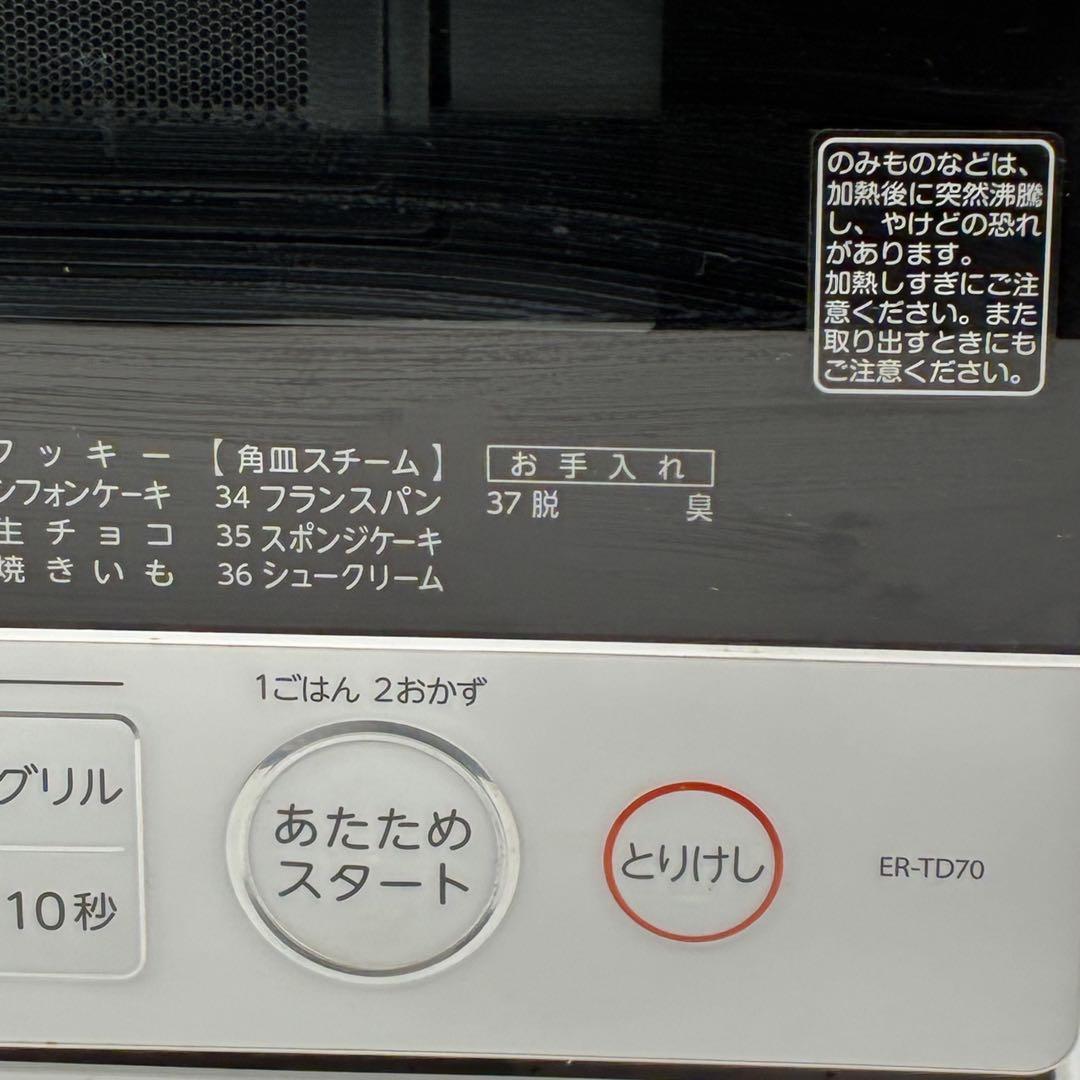 のみものなどは、
加熱後に突然沸騰
し、やけどの恐れ
があります。
加熱しすぎにご注
意ください。また
取り出すときにも
ご注意ください。
ッキー
ンフォンケーキ
生チョコ
焼きいも
【角皿スチーム】
34 フランスパン
35 スポンジケーキ
36 シュークリーム
お手入れ
37 脱臭
1ごはん 2おかず
グリル
10秒
あたため
スタート
とりけし
ER-TD70